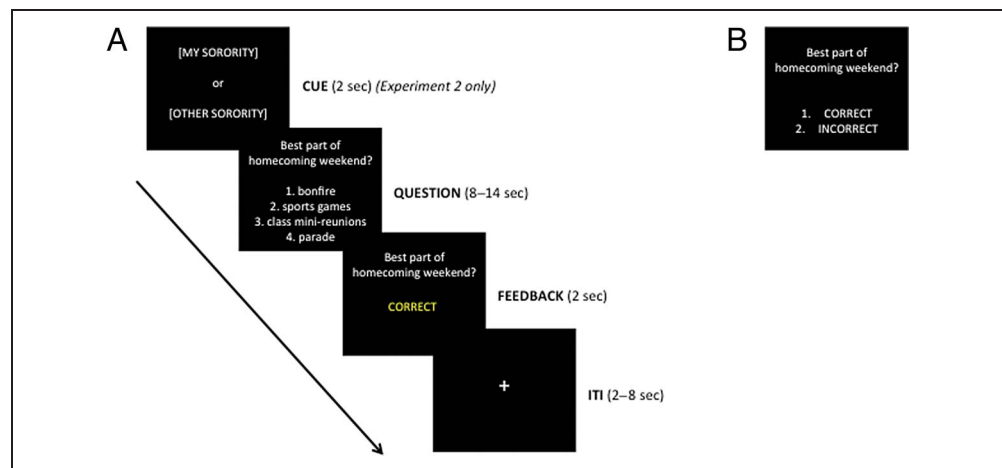 A
[MY SORORITY]
or
[OTHER SORORITY]
CUE (2 sec) (Experiment 2 only)
Best part of
homecoming weekend?
1. bonfire
2. sports games
3. class mini-reunions
4. parade
QUESTION (8–14 sec)
Best part of
homecoming weekend?
CORRECT
FEEDBACK (2 sec)
+
ITI (2–8 sec)
B
Best part of
homecoming weekend?
1. CORRECT
2. INCORRECT